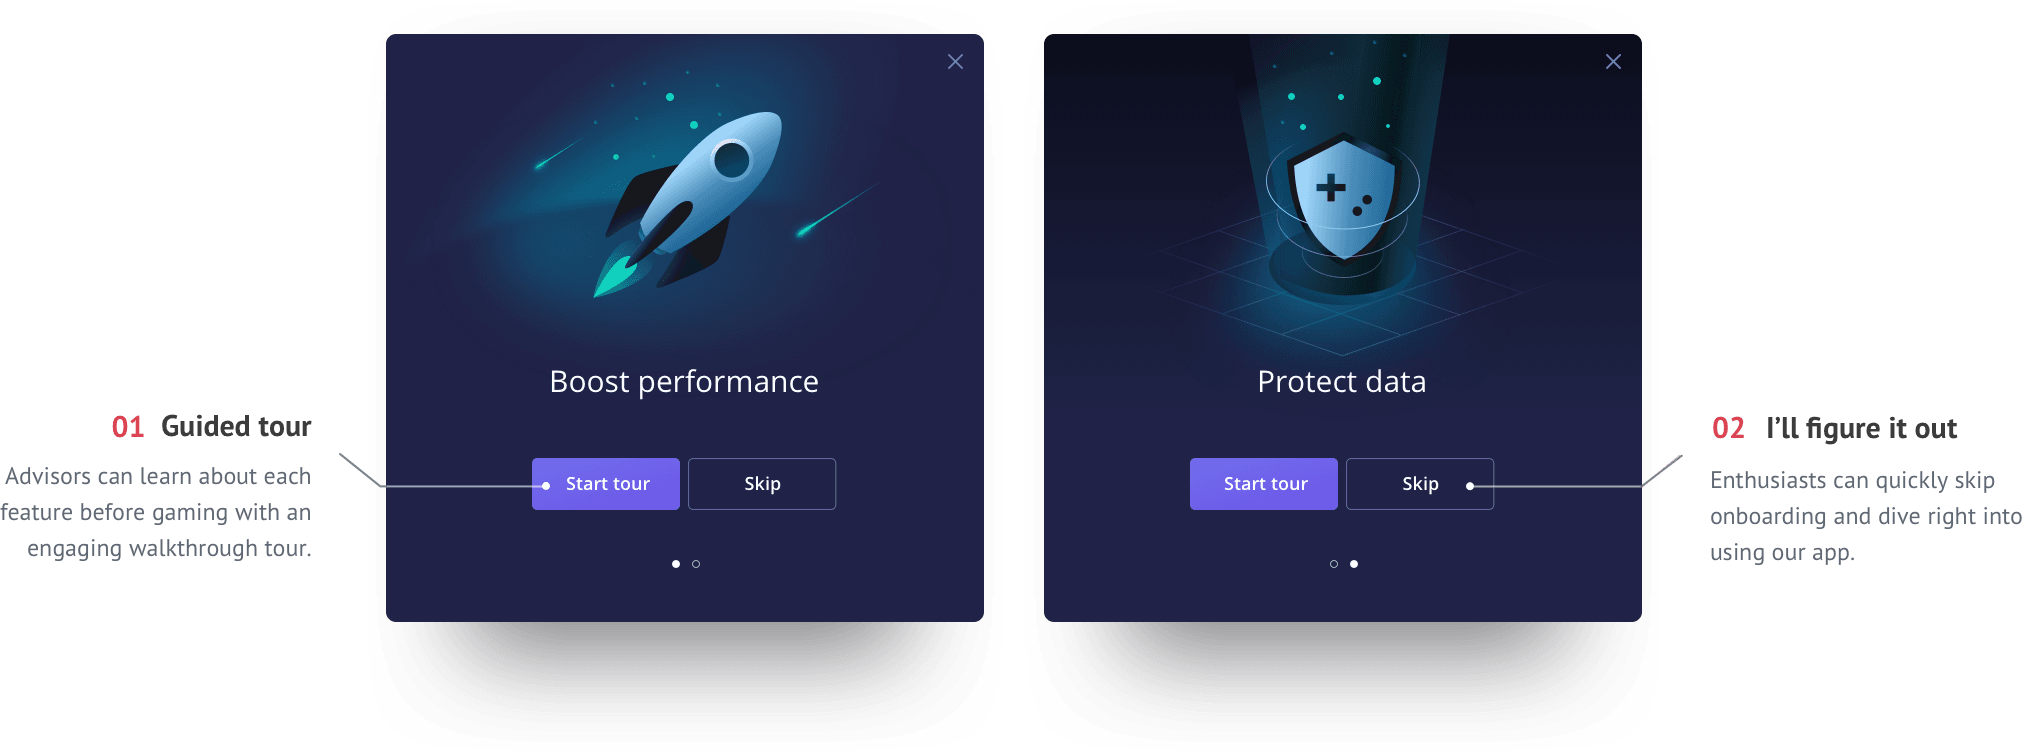 Boost performance
Start tour
Skip
Protect data
Start tour
Skip
01 Guided tour
Advisors can learn about each
feature before gaming with an
engaging walkthrough tour.
02 I’ll figure it out
Enthusiasts can quickly skip
onboarding and dive right into
using our app.